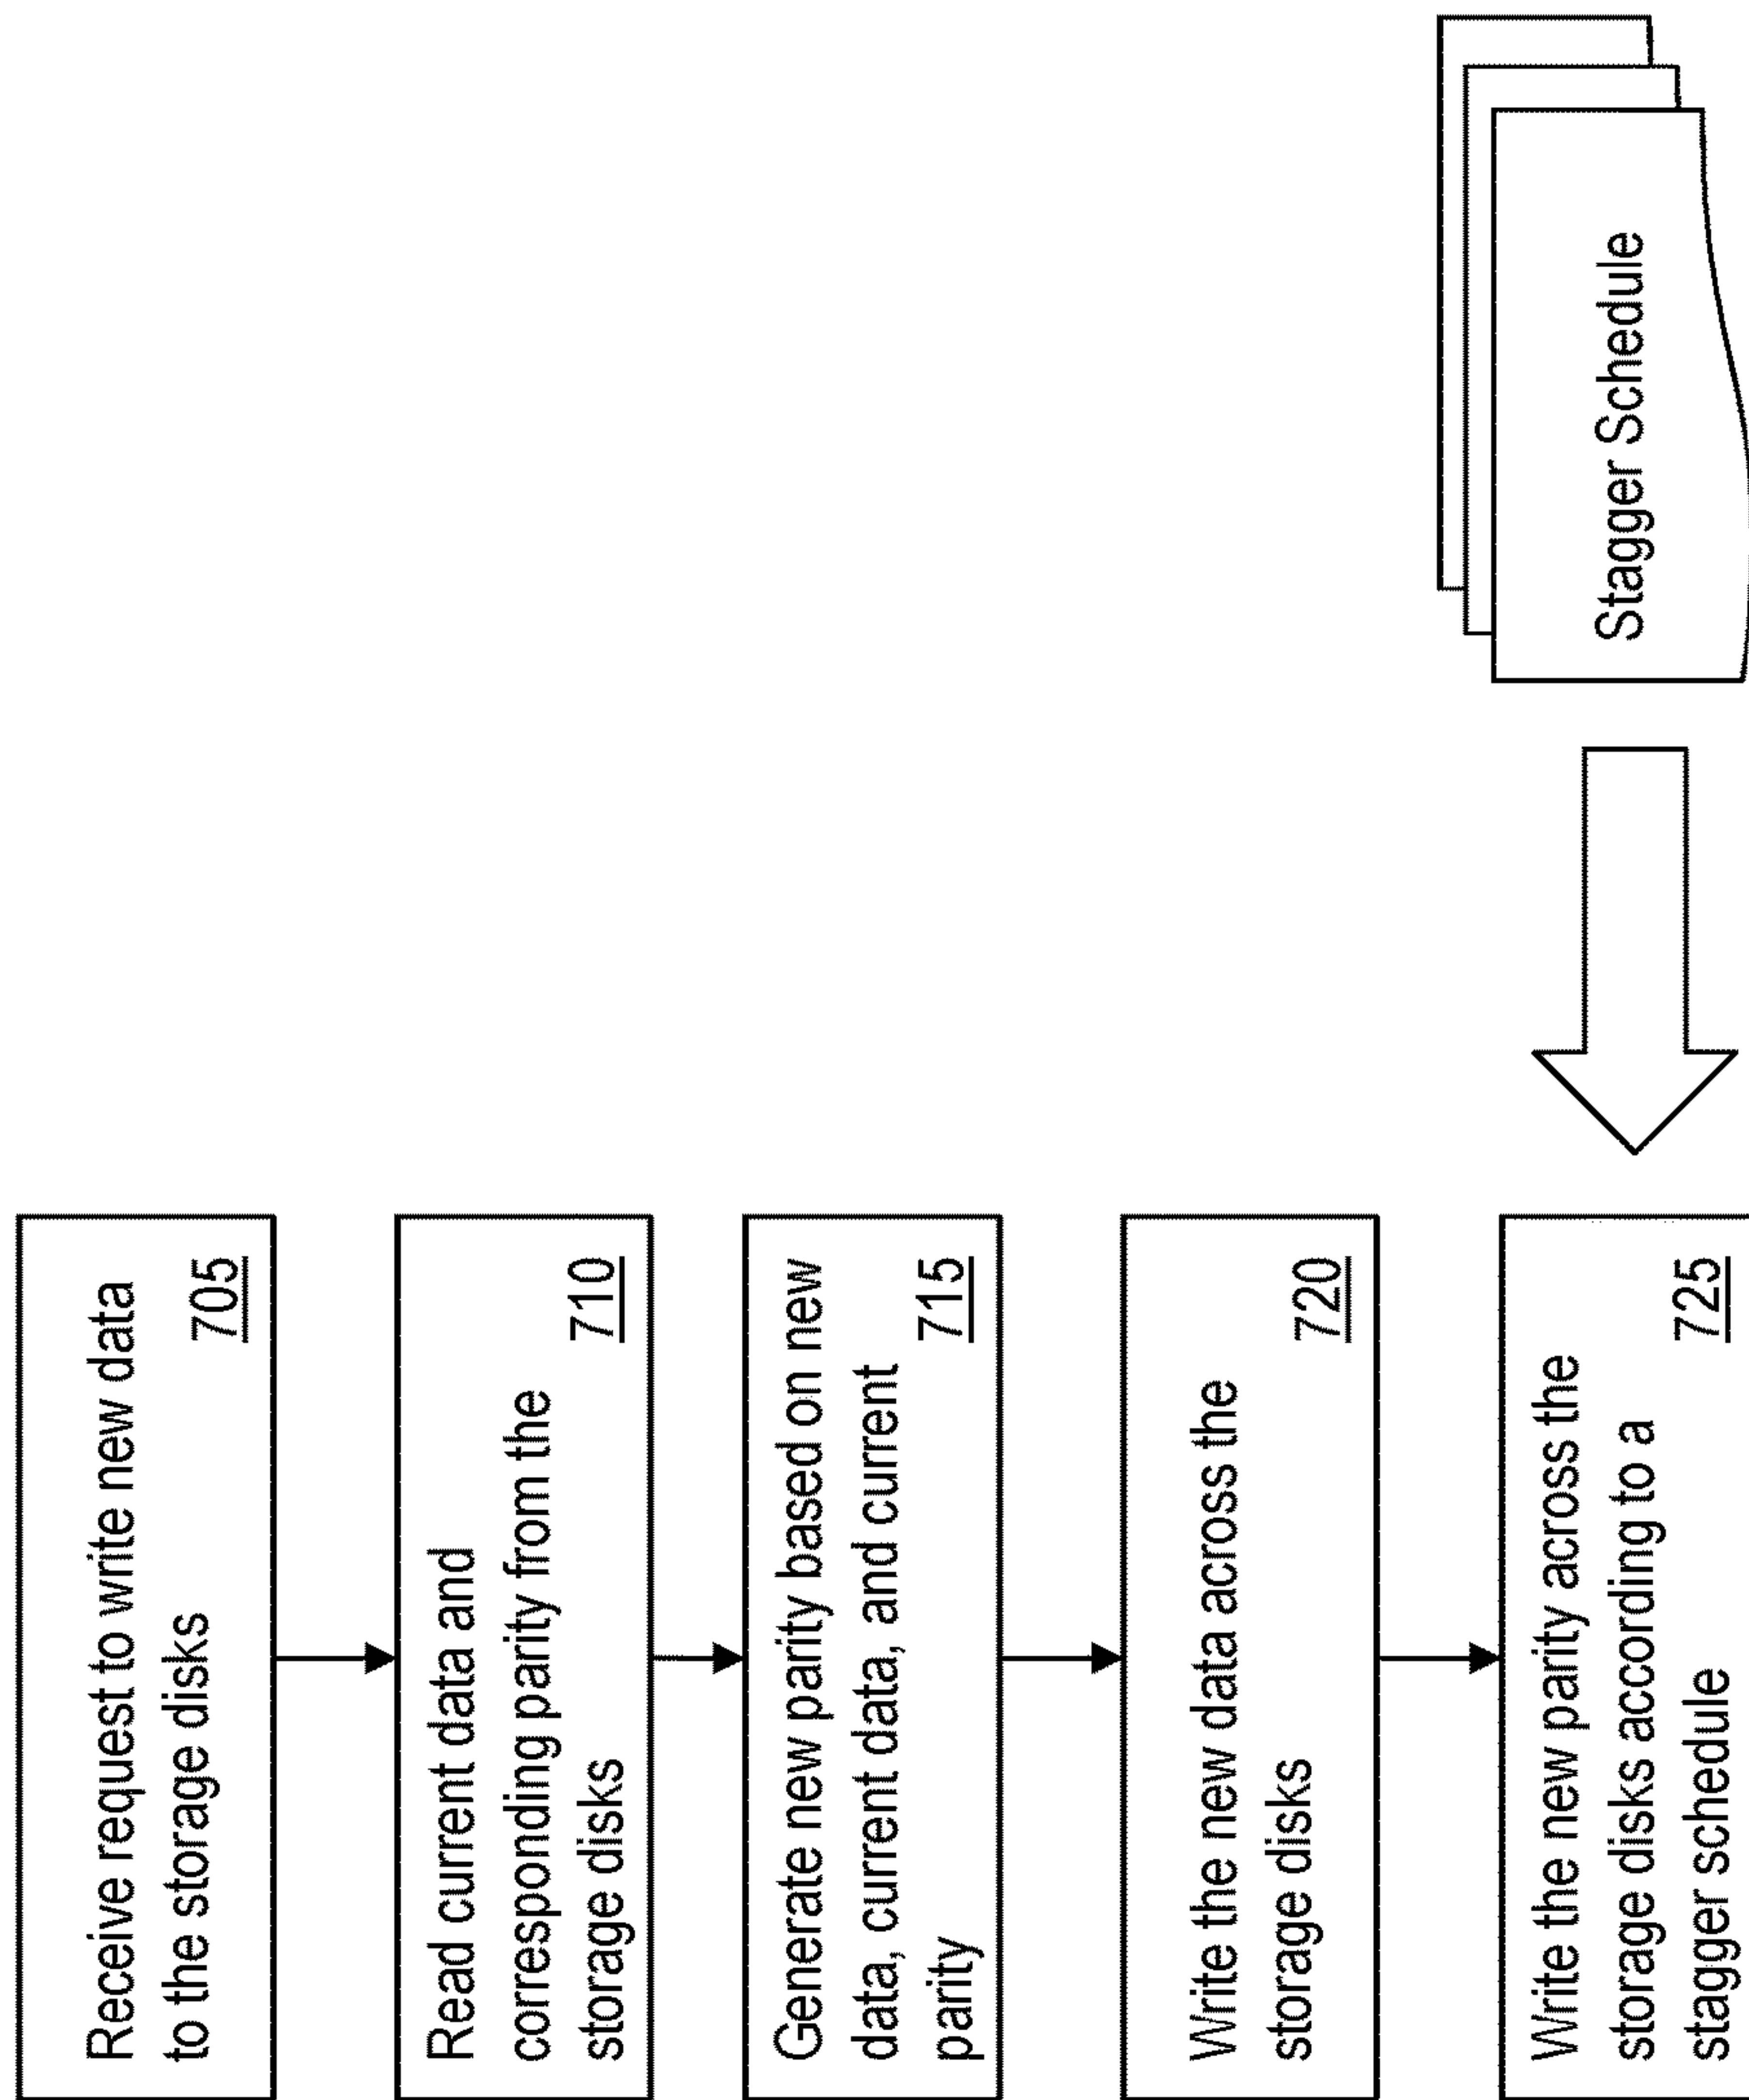 Receive request to write new data
to the storage disks
705
Read current data and
corresponding parity from the
storage disks
710
Generate new parity based on new
data, current data, and current
parity
715
Write the new data across the
storage disks
720
Write the new parity across the
storage disks according to a
stagger schedule
725
Stagger Schedule